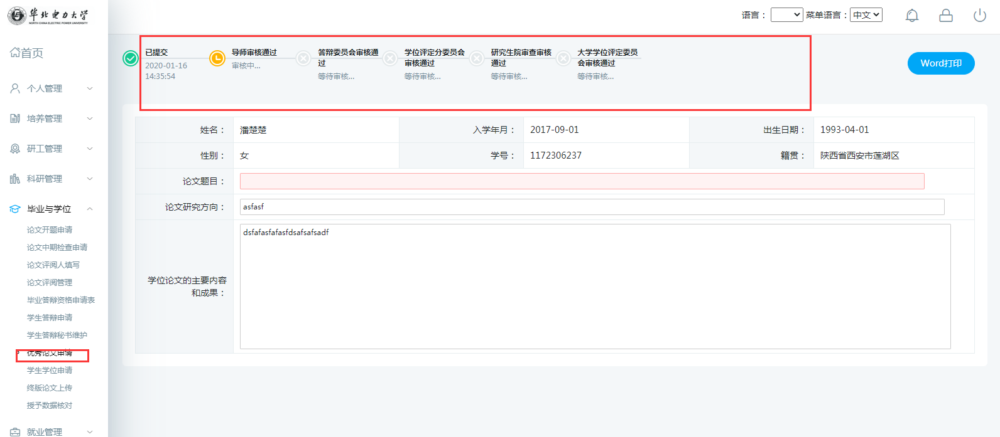 华北电力大学
NORTH CHINA ELECTRIC POWER UNIVERSITY
语言：
菜单语言：
中文
首页
个人管理
培养管理
研工管理
科研管理
毕业与学位
论文开题申请
论文中期检查申请
论文评阅人填写
论文评阅管理
毕业答辩资格申请表
学生答辩申请
学生答辩秘书维护
优秀论文申请
学生学位申请
终版论文上传
授予数据核对
就业管理
已提交
2020-01-16
14:35:54
导师审核通过
审核中...
答辩委员会审核通
过
等待审核...
学位评定分委员会
审核通过
等待审核...
研究生院审查审核
通过
等待审核...
大学学位评定委员
会审核通过
等待审核...
Word打印
姓名： 潘楚楚 入学年月： 2017-09-01 出生日期： 1993-04-01
性别： 女 学号： 1172306237 籍贯： 陕西省西安市莲湖区
论文题目：
论文研究方向： asfasf
dsfafasfafasfdsafsafsadf
学位论文的主要内容
和成果：